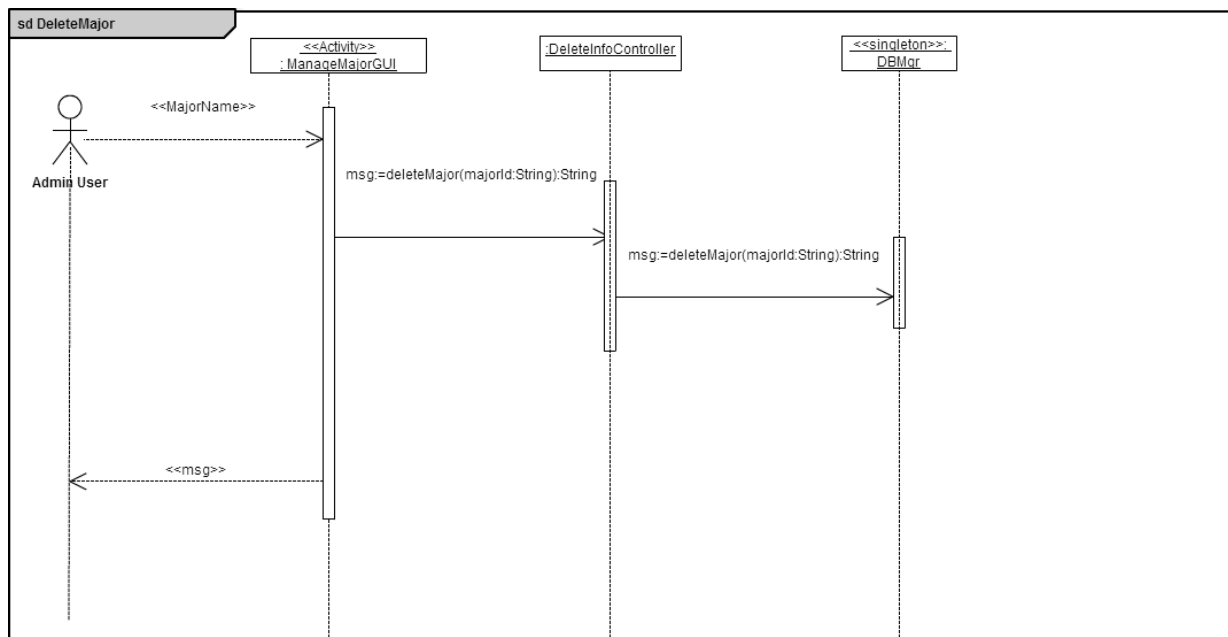 sd DeleteMajor
<<Activity>>
: ManageMajorGUI
:DeleteInfoController
<<singleton>>:
DBMgr
<<MajorName>>
Admin User
msg:=deleteMajor(majorId:String):String
msg:=deleteMajor(majorId:String):String
<<msg>>